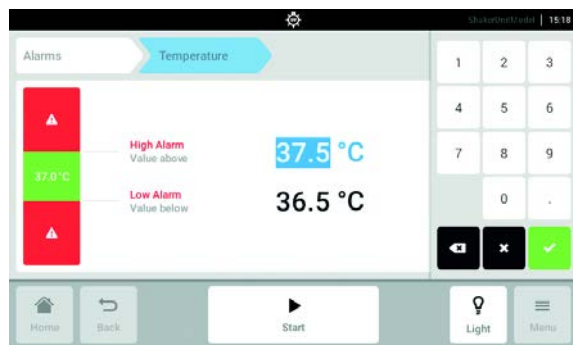 ShakerUnitModel | 15:18
Alarms
Temperature
1 2 3
4 5 6
High Alarm
Value above
37.5 °C
7 8 9
37.0°C
Low Alarm
Value below
36.5 °C
0 .
Home
Back
Start
Light
Menu